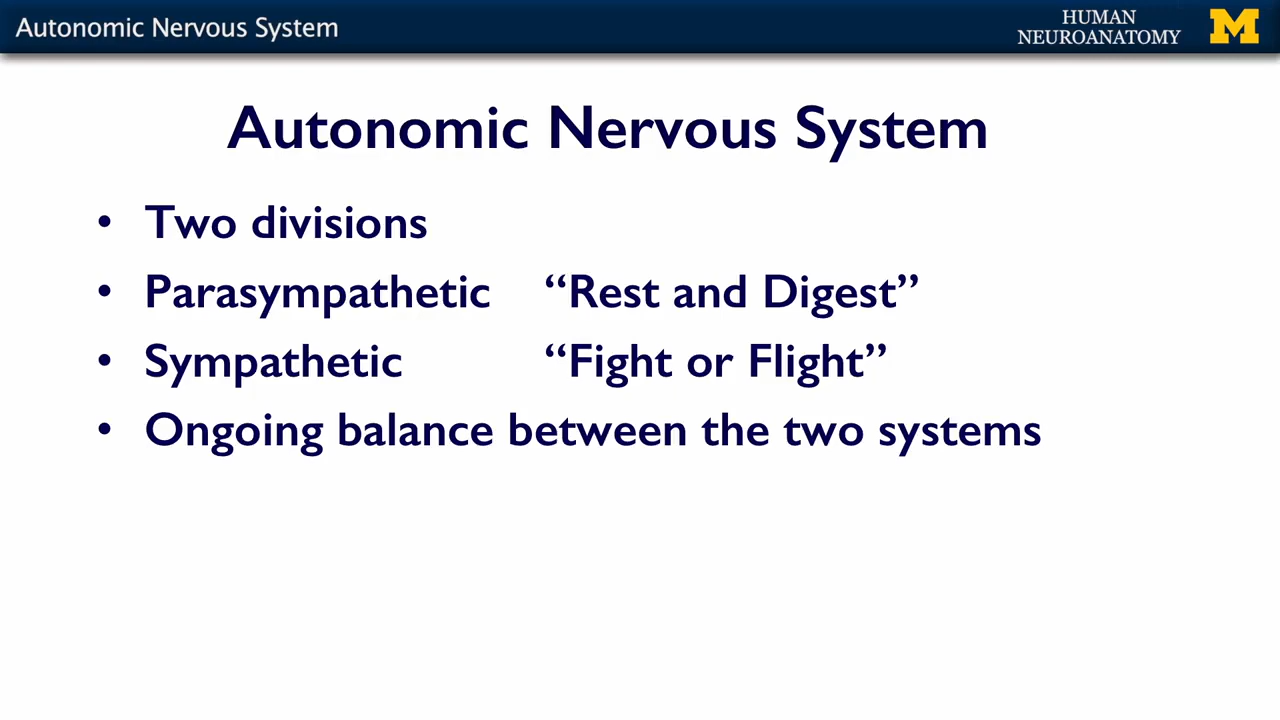 Autonomic Nervous System
HUMAN
NEUROANATOMY
M
Autonomic Nervous System
• Two divisions
• Parasympathetic “Rest and Digest”
• Sympathetic “Fight or Flight”
• Ongoing balance between the two systems